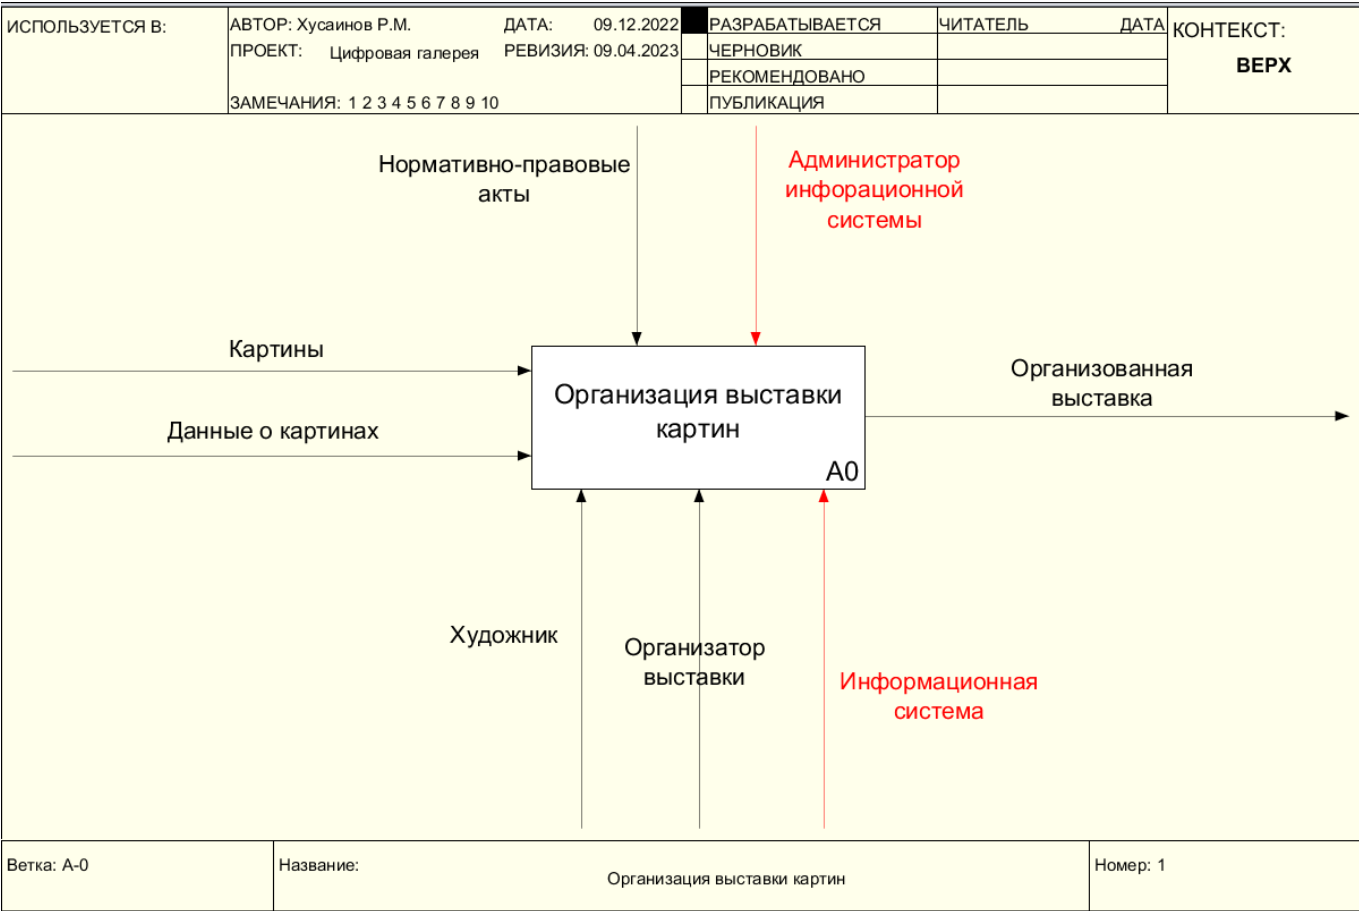 ИСПОЛЬЗУЕТСЯ В:
АВТОР: Хусаинов Р.М.
ДАТА: 09.12.2022
ПРОЕКТ: Цифровая галерея
РЕВИЗИЯ: 09.04.2023
ЗАМЕЧАНИЯ: 1 2 3 4 5 6 7 8 9 10
РАЗРАБАТЫВАЕТСЯ
ЧЕРНОВИК
РЕКОМЕНДОВАНО
ПУБЛИКАЦИЯ
ЧИТАТЕЛЬ ДАТА
КОНТЕКСТ:
ВЕРХ
Нормативно-правовые
акты
Администратор
инфорационной
системы
Картины
Данные о картинах
Организация выставки
картин
A0
Организованная
выставка
Художник
Организатор
выставки
Информационная
система
Ветка: A-0
Название:
Организация выставки картин
Номер: 1